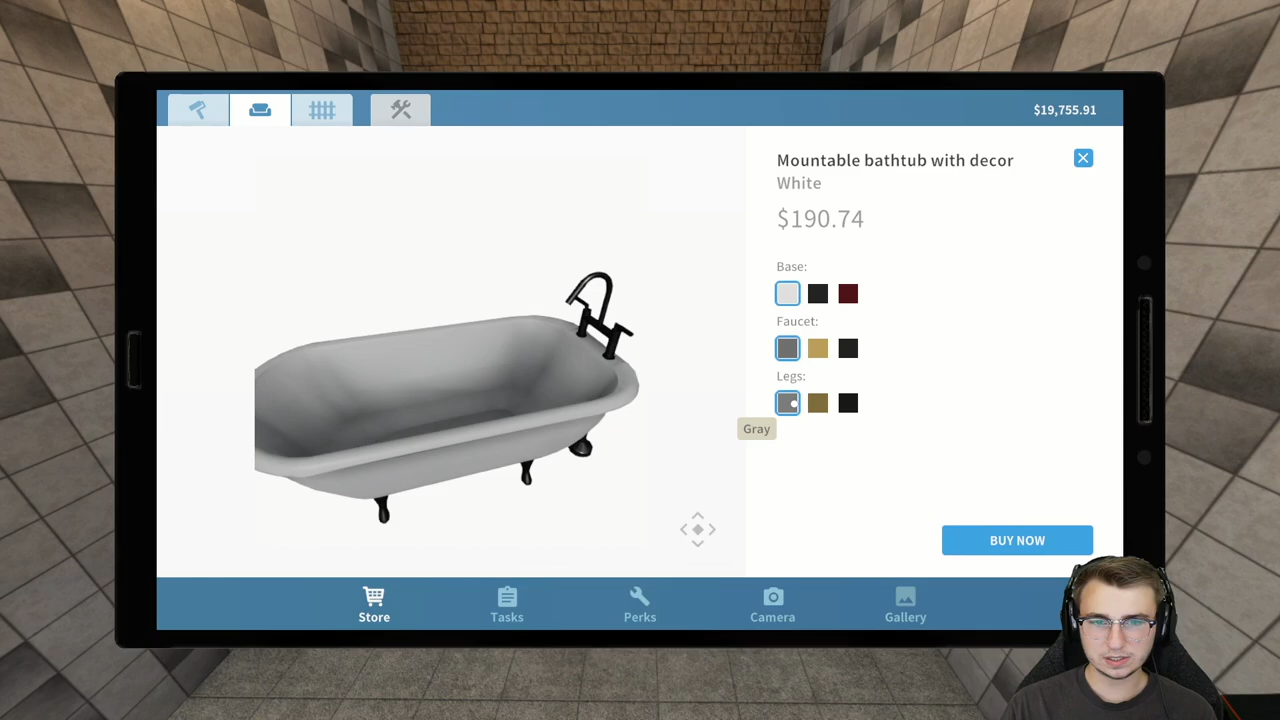 $19,755.91
Mountable bathtub with decor
White
$190.74
Base:
Faucet:
Legs:
Gray
BUY NOW
Store
Tasks
Perks
Camera
Gallery